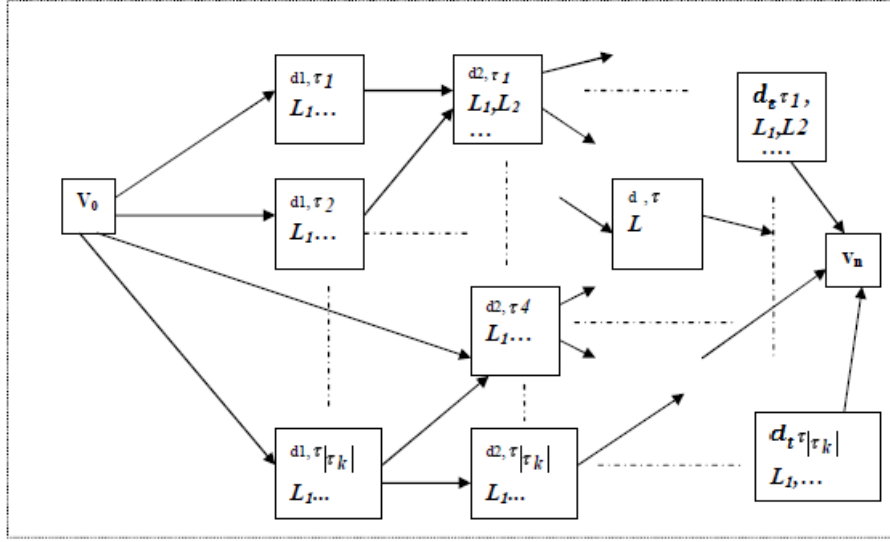 d1, τ1
L₁...
d2, τ1
L₁,L₂
...
dₜ τ1,
L₁,L2
....
V₀
d1, τ2
L₁...
d , τ
L
vₙ
d2, τ4
L₁...
d1, τ|τₖ|
L₁...
d2, τ|τₖ|
L₁...
dₜ τ|τₖ|
L₁,...